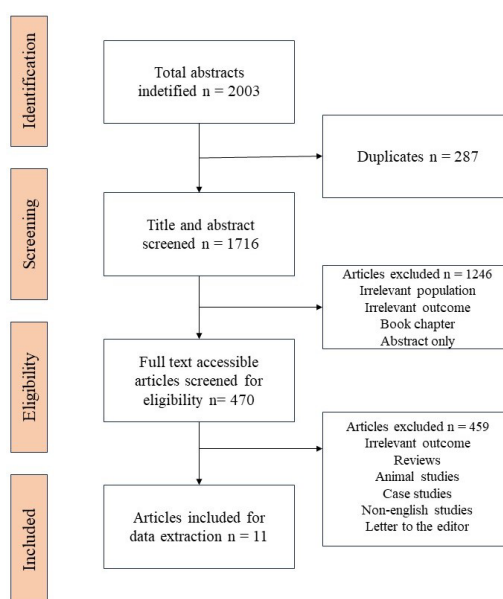 Identification
Total abstracts
indetified n = 2003
Duplicates n = 287
Screening
Title and abstract
screened n = 1716
Articles excluded n = 1246
Irrelevant population
Irrelevant outcome
Book chapter
Abstract only
Eligibility
Full text accessible
articles screened for
eligibility n= 470
Articles excluded n = 459
Irrelevant outcome
Reviews
Animal studies
Case studies
Non-english studies
Letter to the editor
Included
Articles included for
data extraction n = 11